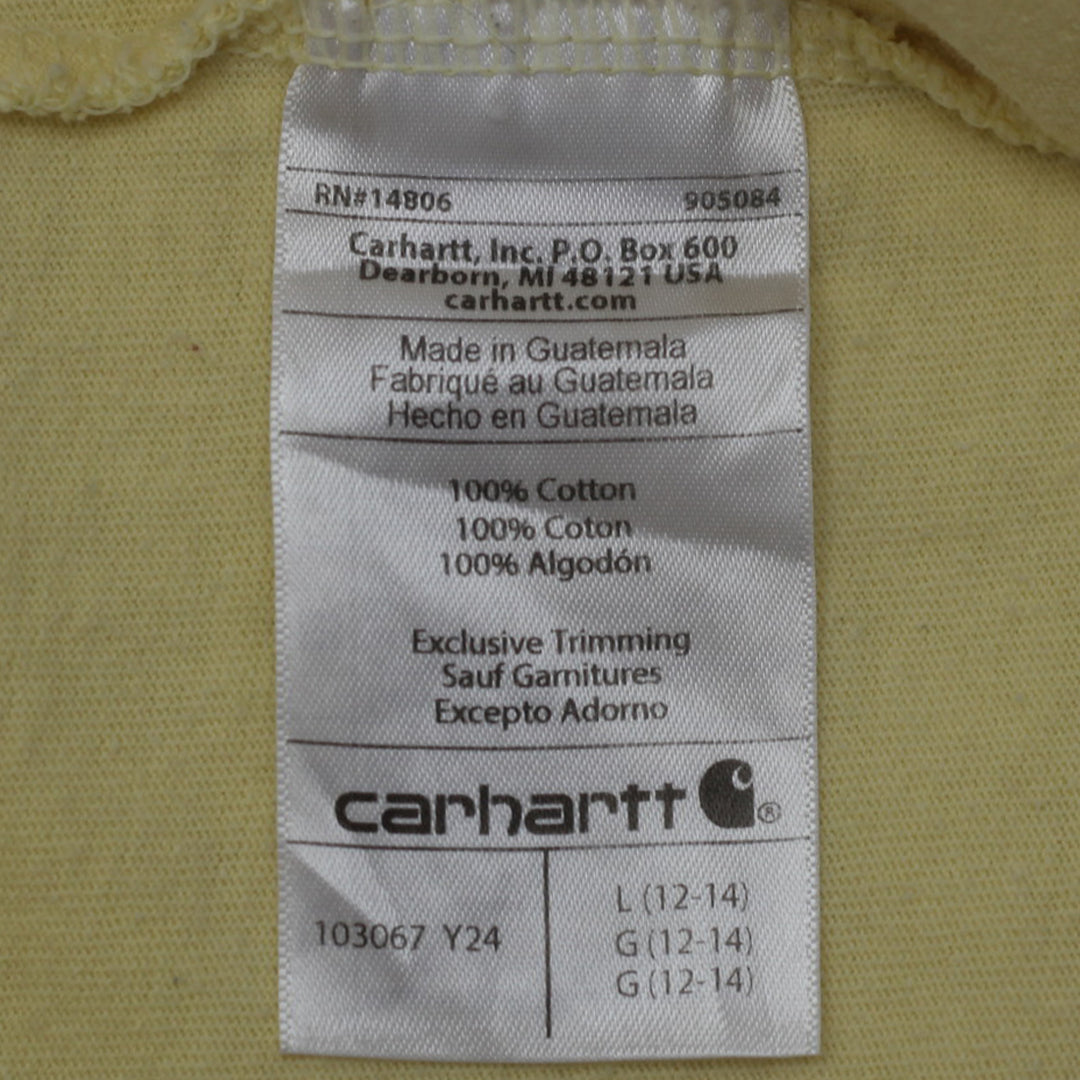 RN#14806 905084
Carhartt, Inc. P.O. Box 600
Dearborn, MI 48121 USA
carhartt.com
Made in Guatemala
Fabriqué au Guatemala
Hecho en Guatemala
100% Cotton
100% Coton
100% Algodón
Exclusive Trimming
Sauf Garnitures
Excepto Adorno
carhartt ®
103067 Y24
L (12-14)
G (12-14)
G (12-14)